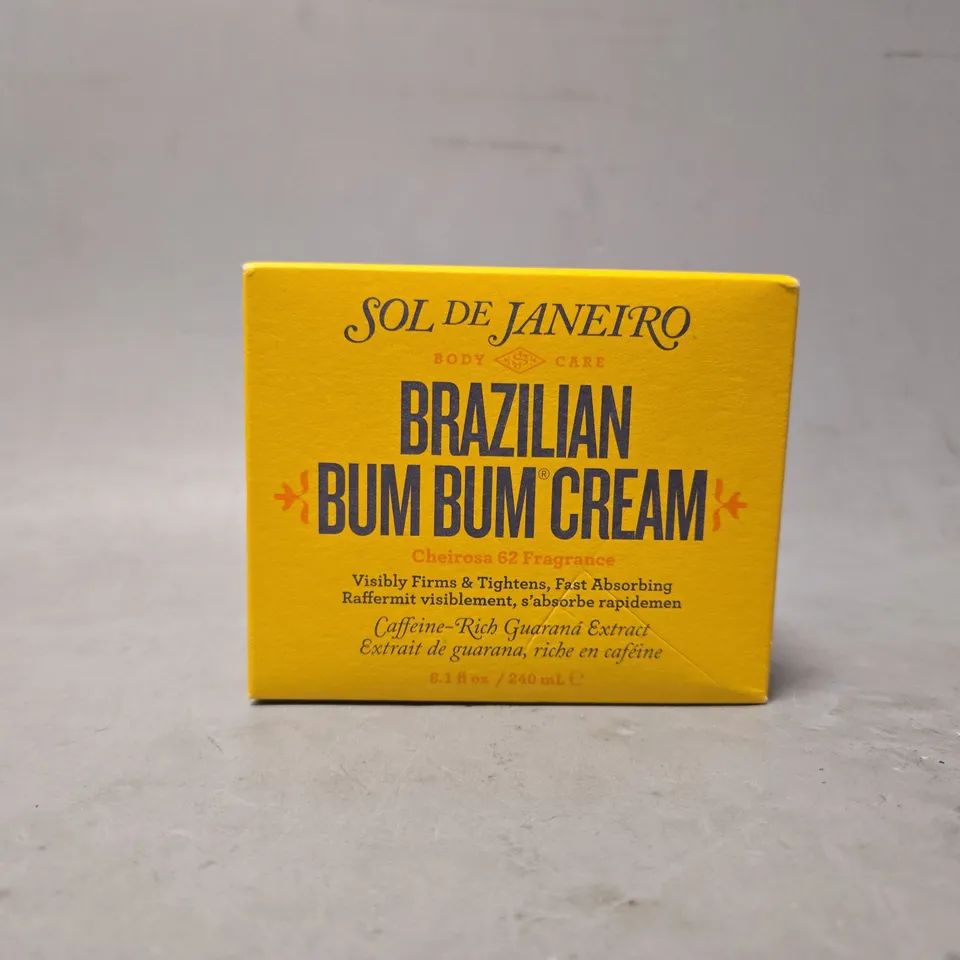 SOL DE JANEIRO
BODY CARE
BRAZILIAN
BUM BUM® CREAM
Cheirosa 62 Fragrance
Visibly Firms & Tightens, Fast Absorbing
Raffermit visiblement, s'absorbe rapidemen
Caffeine-Rich Guaraná Extract
Extrait de guarana, riche en caféine
8.1 fl oz / 240 mL ℮